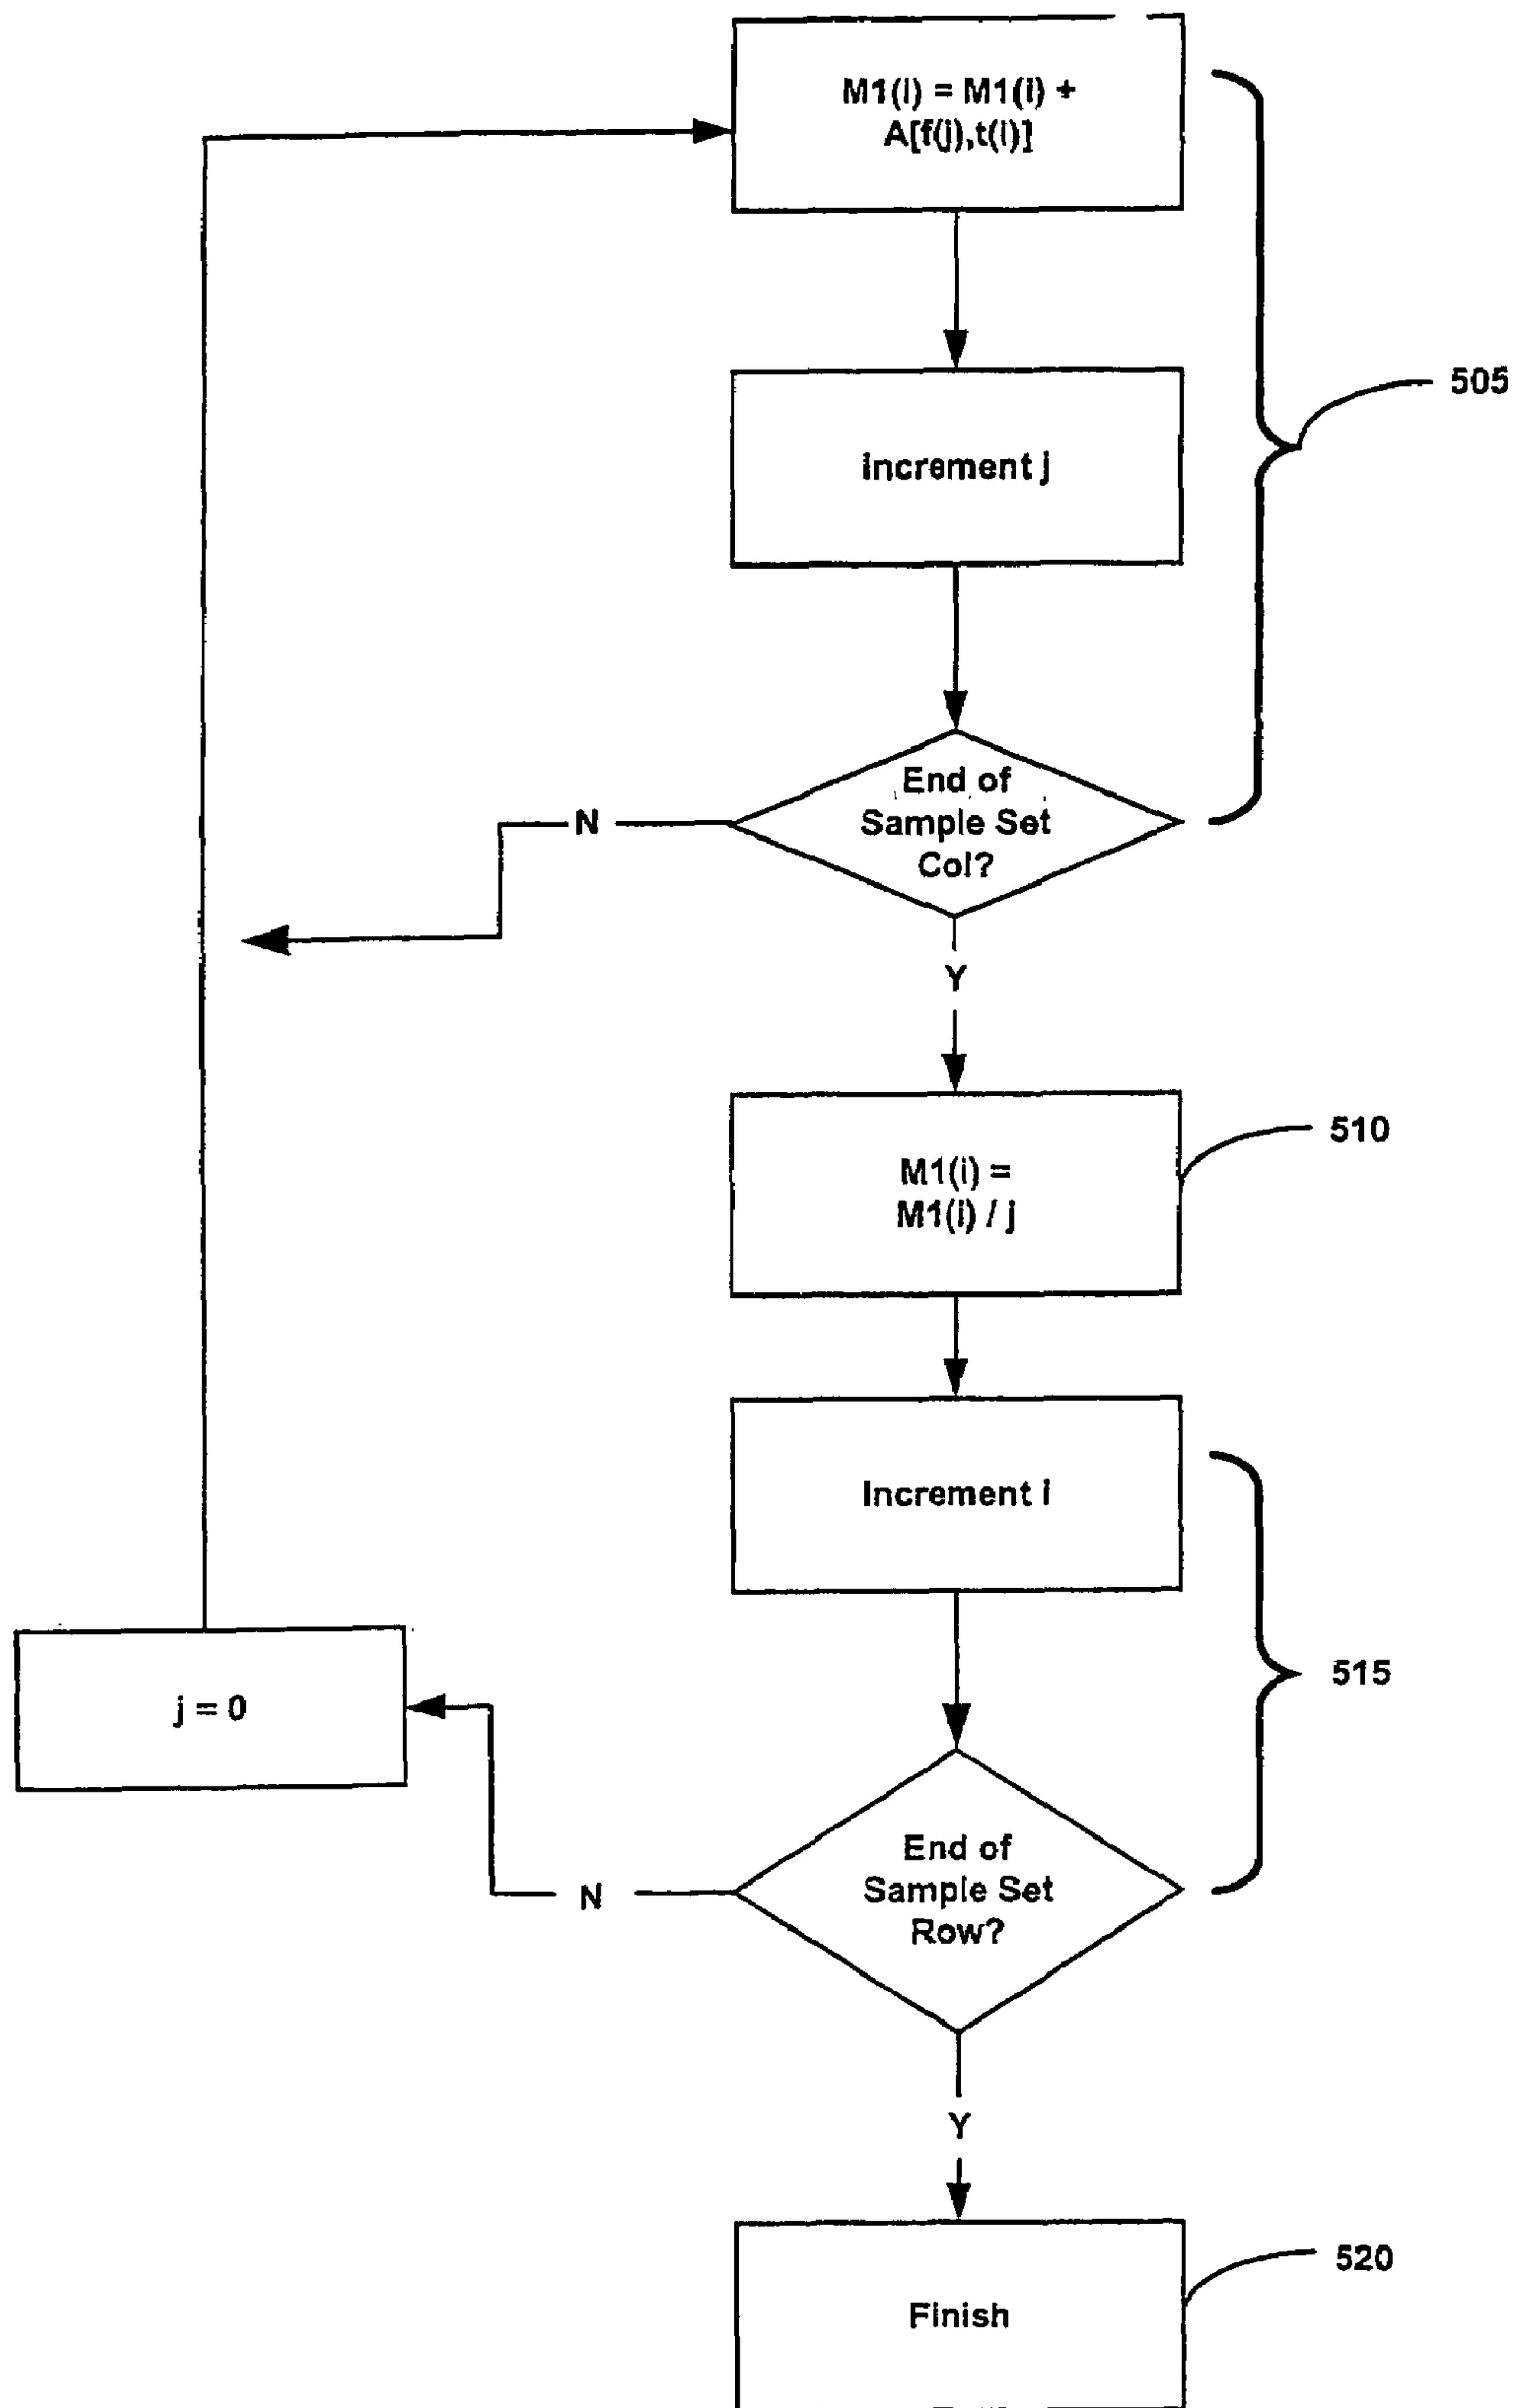 M1(i) = M1(i) +
A[f(j),t(i)]
505
Increment j
End of
Sample Set
Col?
N
Y
M1(i) =
M1(i) / j
510
Increment i
515
j = 0
End of
Sample Set
Row?
N
Y
Finish
520